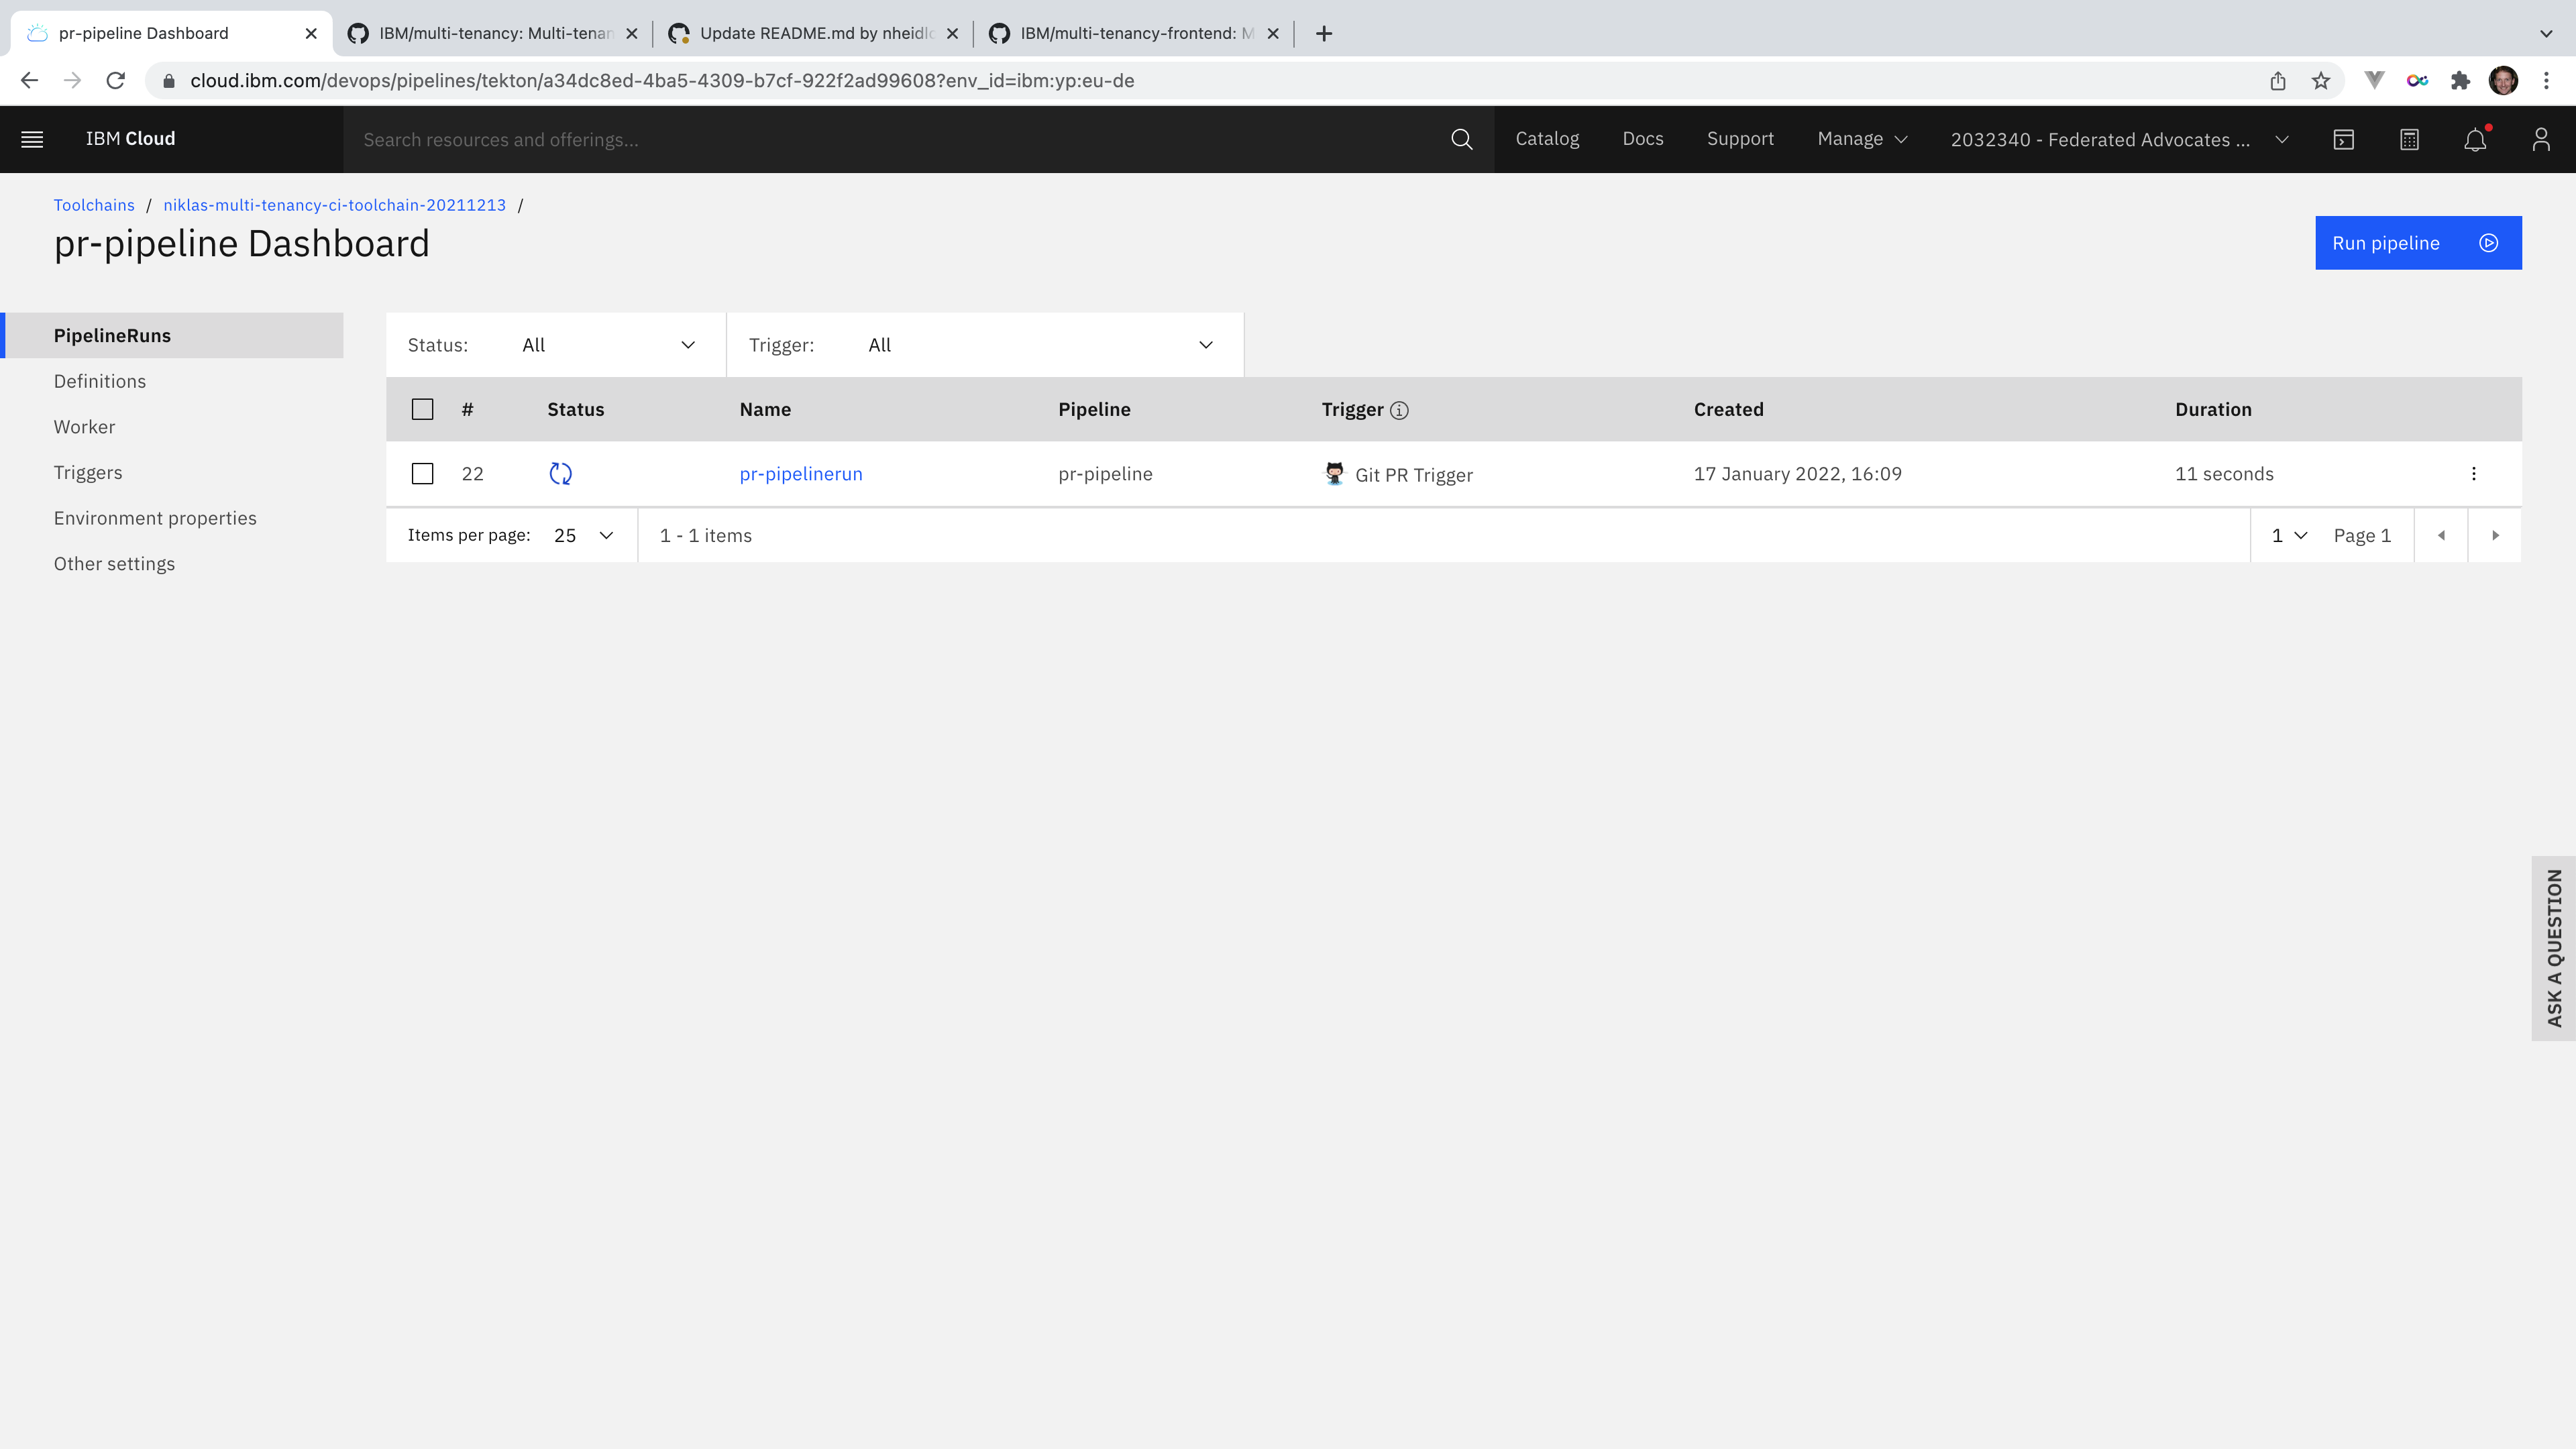 pr-pipeline Dashboard
IBM/multi-tenancy: Multi-tenan
Update README.md by nheidlo
IBM/multi-tenancy-frontend: M
cloud.ibm.com/devops/pipelines/tekton/a34dc8ed-4ba5-4309-b7cf-922f2ad99608?env_id=ibm:yp:eu-de
IBM Cloud
Search resources and offerings...
Catalog
Docs
Support
Manage
2032340 - Federated Advocates ...
Toolchains / niklas-multi-tenancy-ci-toolchain-20211213 /
pr-pipeline Dashboard
Run pipeline
PipelineRuns
Definitions
Worker
Triggers
Environment properties
Other settings
Status: All
Trigger: All
# Status Name Pipeline Trigger Created Duration
22 pr-pipelinerun pr-pipeline Git PR Trigger 17 January 2022, 16:09 11 seconds
Items per page: 25 1 - 1 items 1 Page 1
ASK A QUESTION